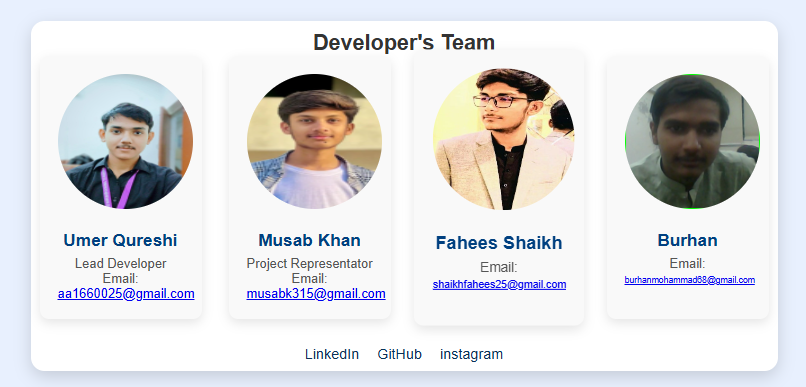 Developer's Team
Umer Qureshi
Lead Developer
Email:
aa1660025@gmail.com
Musab Khan
Project Representator
Email:
musabk315@gmail.com
Fahees Shaikh
Email:
shaikhfahees25@gmail.com
Burhan
Email:
burhanmohammad68@gmail.com
LinkedIn GitHub instagram